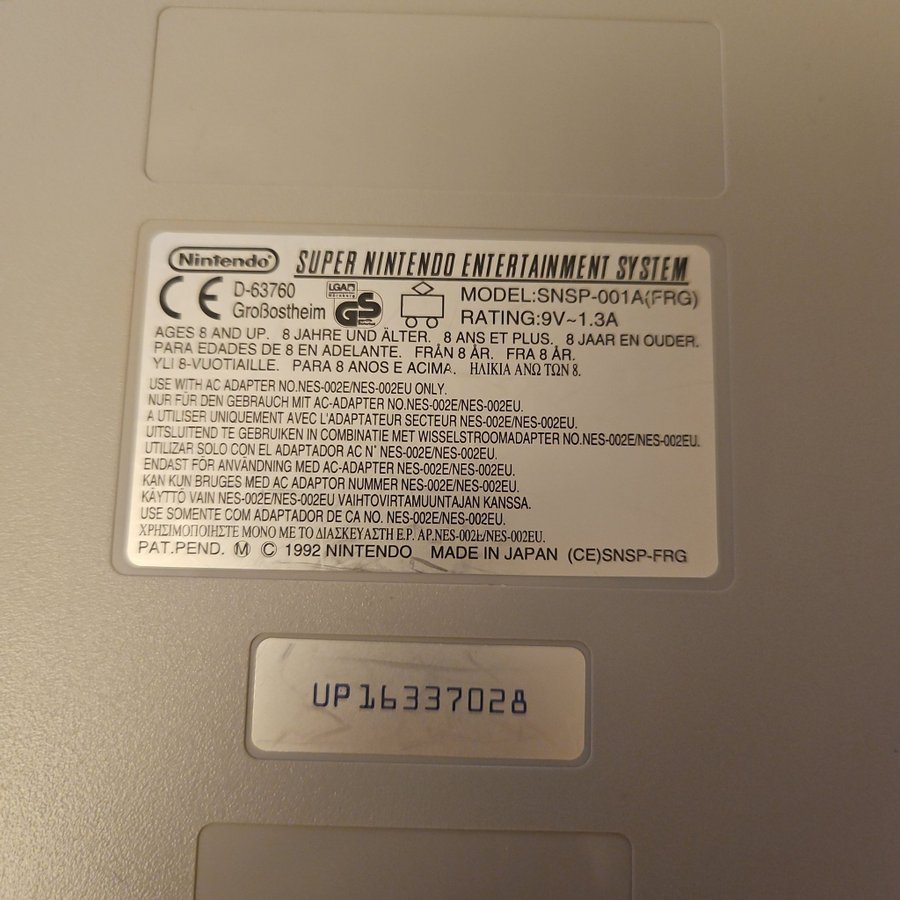 Nintendo® SUPER NINTENDO ENTERTAINMENT SYSTEM
CE D-63760
Großostheim
LGA
GS
MODEL:SNSP-001A(FRG)
RATING:9V~1.3A
AGES 8 AND UP. 8 JAHRE UND ÄLTER. 8 ANS ET PLUS. 8 JAAR EN OUDER.
PARA EDADES DE 8 EN ADELANTE. FRÅN 8 ÅR. FRA 8 ÅR.
YLI 8-VUOTIAILLE. PARA 8 ANOS E ACIMA. ΗΛΙΚΙΑ ΑΝΩ ΤΩΝ 8.
USE WITH AC ADAPTER NO.NES-002E/NES-002EU ONLY.
NUR FÜR DEN GEBRAUCH MIT AC-ADAPTER NO.NES-002E/NES-002EU.
A UTILISER UNIQUEMENT AVEC L'ADAPTATEUR SECTEUR NES-002E/NES-002EU.
UITSLUITEND TE GEBRUIKEN IN COMBINATIE MET WISSELSTROOMADAPTER NO.NES-002E/NES-002EU.
UTILIZAR SOLO CON EL ADAPTADOR AC N° NES-002E/NES-002EU.
ENDAST FÖR ANVÄNDNING MED AC-ADAPTER NES-002E/NES-002EU.
KAN KUN BRUGES MED AC ADAPTOR NUMMER NES-002E/NES-002EU.
KÄYTTÖ VAIN NES-002E/NES-002EU VAIHTOVIRTAMUUNTAJAN KANSSA.
USE SOMENTE COM ADAPTADOR DE CA NO. NES-002E/NES-002EU.
ΧΡΗΣΙΜΟΠΟΙΗΣΤΕ ΜΟΝΟ ΜΕ ΤΟ ΔΙΑΣΚΕΥΑΣΤΗ Ε.Ρ. ΑΡ.NES-002E/NES-002EU.
PAT.PEND. Ⓜ © 1992 NINTENDO MADE IN JAPAN (CE)SNSP-FRG
UP16337028